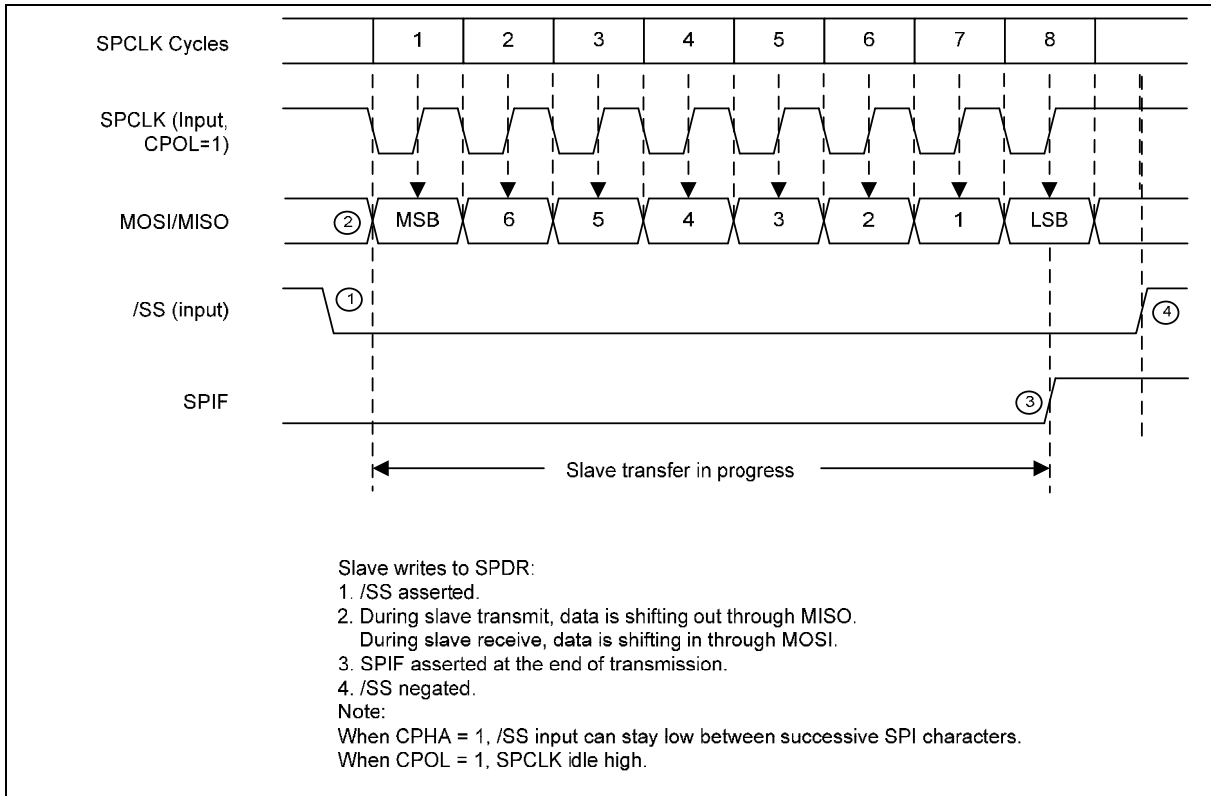 SPCLK Cycles 1 2 3 4 5 6 7 8
SPCLK (Input,
CPOL=1)
MOSI/MISO 2 MSB 6 5 4 3 2 1 LSB
/SS (input) 1 4
SPIF 3
Slave transfer in progress
Slave writes to SPDR:
1. /SS asserted.
2. During slave transmit, data is shifting out through MISO.
During slave receive, data is shifting in through MOSI.
3. SPIF asserted at the end of transmission.
4. /SS negated.
Note:
When CPHA = 1, /SS input can stay low between successive SPI characters.
When CPOL = 1, SPCLK idle high.